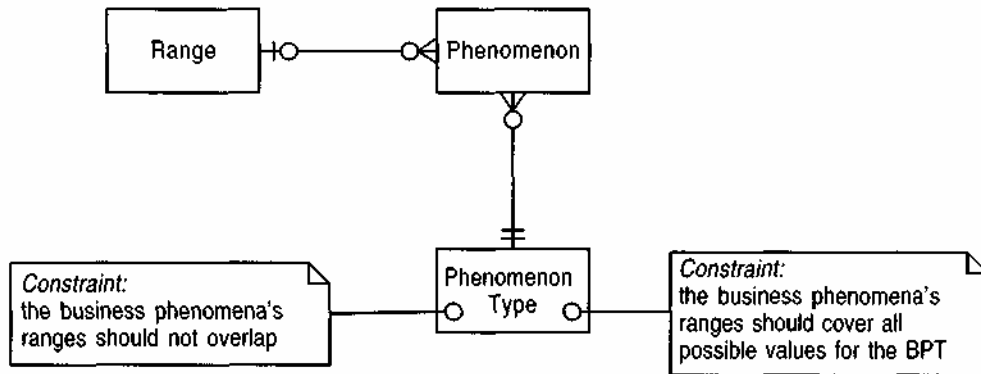 Range
Phenomenon
Phenomenon
Type
Constraint:
the business phenomena's
ranges should not overlap
Constraint:
the business phenomena's
ranges should cover all
possible values for the BPT